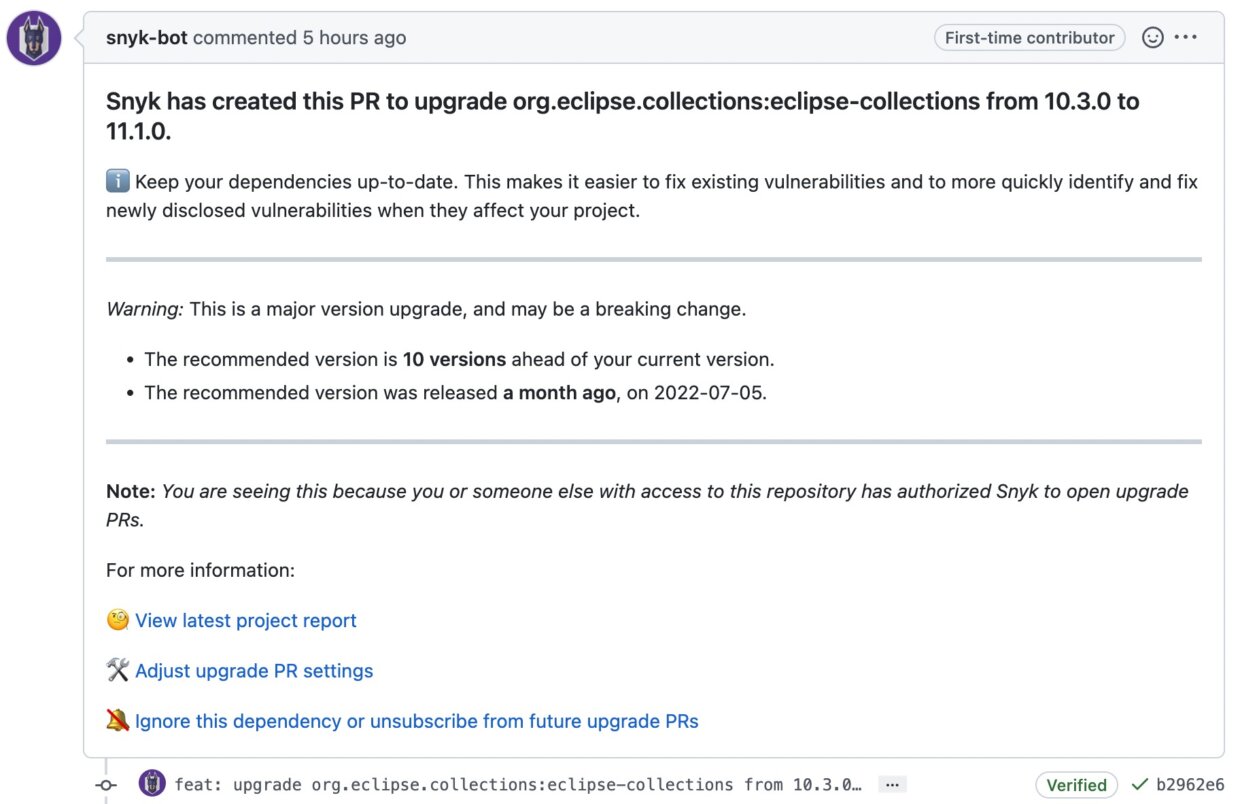 snyk-bot commented 5 hours ago
First-time contributor
Snyk has created this PR to upgrade org.eclipse.collections:eclipse-collections from 10.3.0 to
11.1.0.
Keep your dependencies up-to-date. This makes it easier to fix existing vulnerabilities and to more quickly identify and fix
newly disclosed vulnerabilities when they affect your project.
Warning: This is a major version upgrade, and may be a breaking change.
• The recommended version is 10 versions ahead of your current version.
• The recommended version was released a month ago, on 2022-07-05.
Note: You are seeing this because you or someone else with access to this repository has authorized Snyk to open upgrade
PRs.
For more information:
🧐 View latest project report
🛠 Adjust upgrade PR settings
🔕 Ignore this dependency or unsubscribe from future upgrade PRs
feat: upgrade org.eclipse.collections:eclipse-collections from 10.3.0… ...
Verified
b2962e6